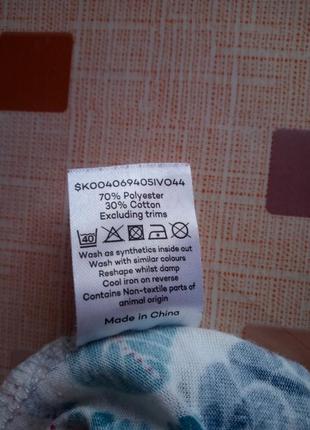 $K004069405IVO44
70% Polyester
30% Cotton
Excluding trims
40
Wash as synthetics inside out
Wash with similar colours
Reshape whilst damp
Cool iron on reverse
Contains Non-textile parts of
animal origin
Made in China